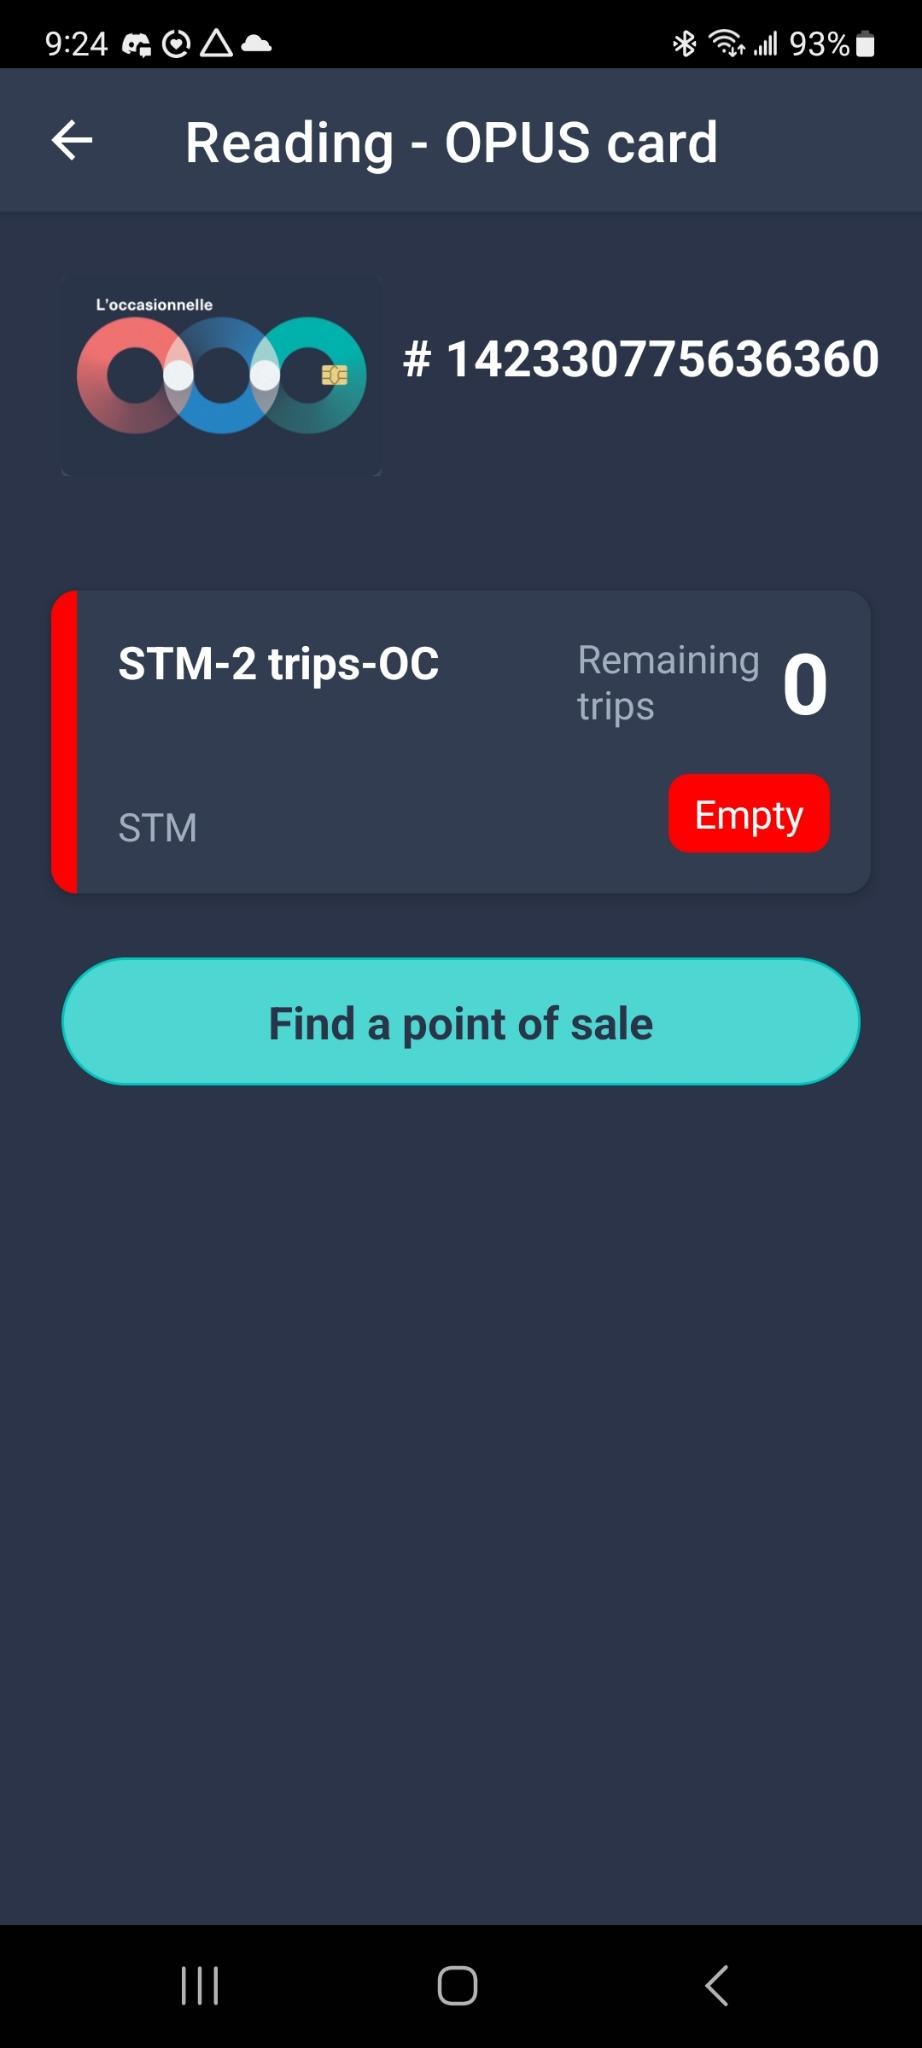 9:24
93%
Reading - OPUS card
L'occasionnelle
# 142330775636360
STM-2 trips-OC
Remaining
trips
0
STM
Empty
Find a point of sale